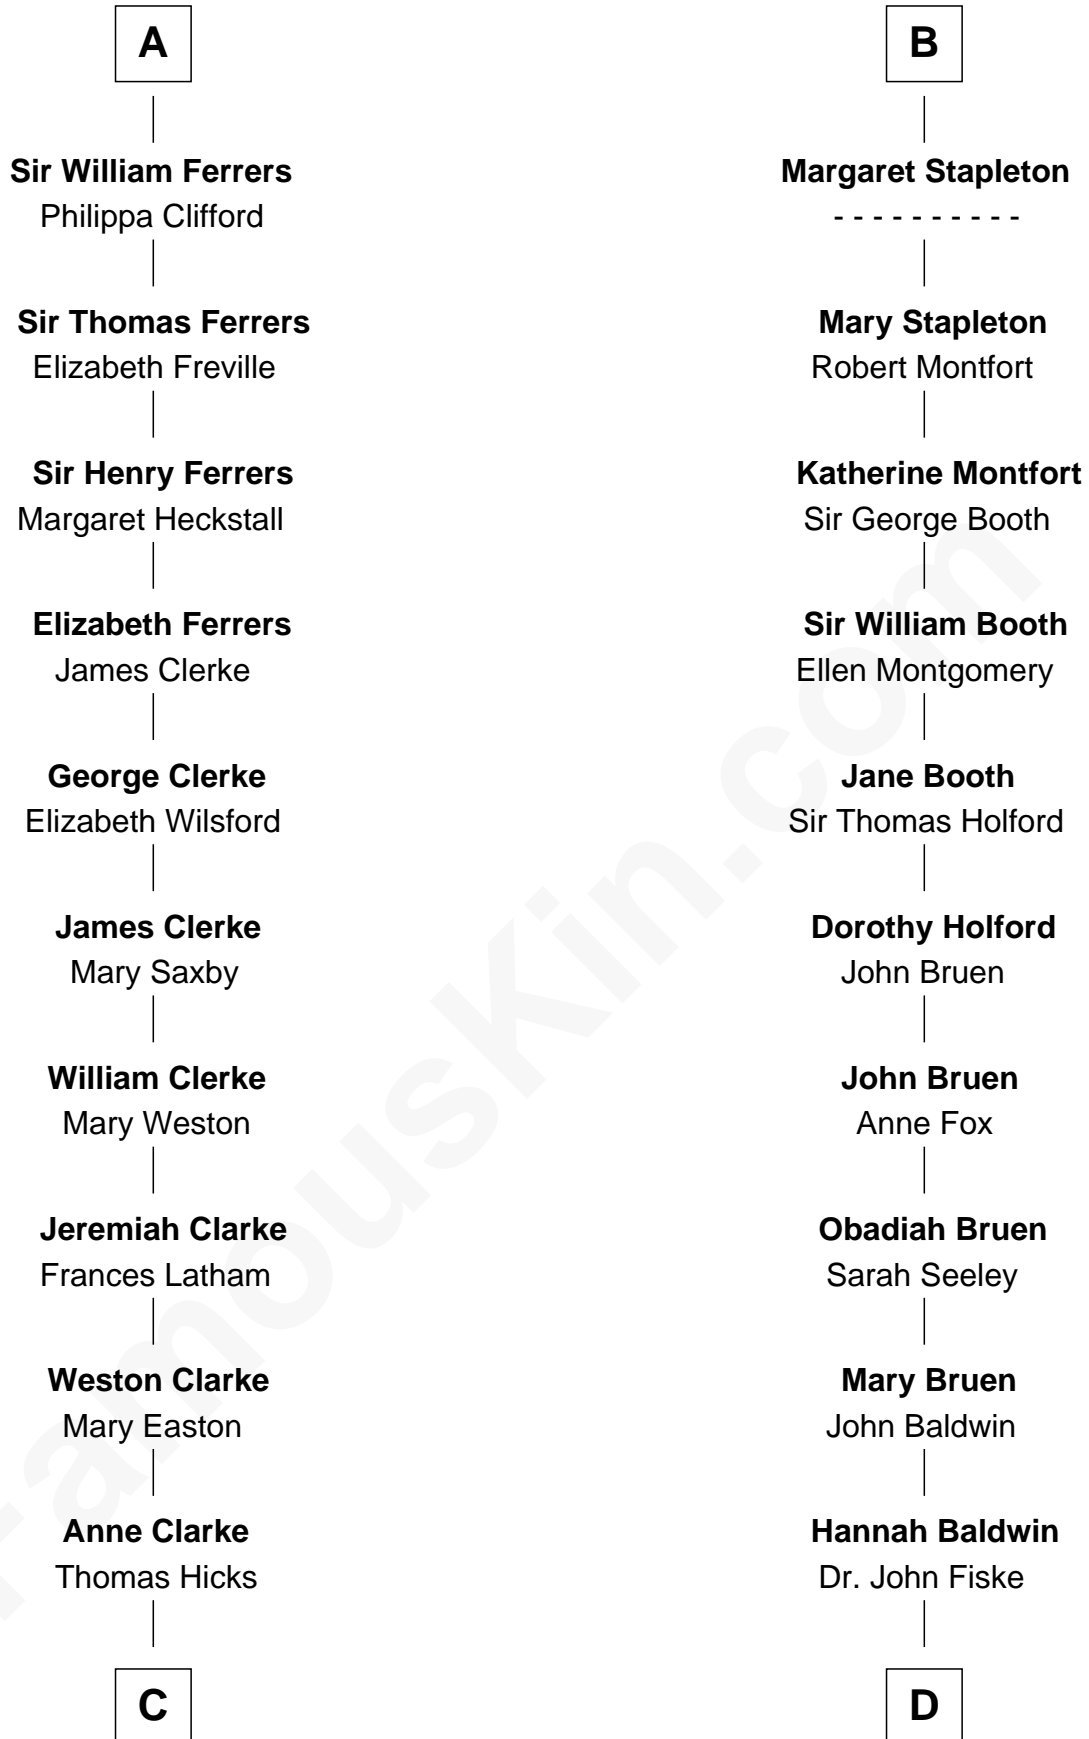 A
Sir William Ferrers
Philippa Clifford
Sir Thomas Ferrers
Elizabeth Freville
Sir Henry Ferrers
Margaret Heckstall
Elizabeth Ferrers
James Clerke
George Clerke
Elizabeth Wilsford
James Clerke
Mary Saxby
William Clerke
Mary Weston
Jeremiah Clarke
Frances Latham
Weston Clarke
Mary Easton
Anne Clarke
Thomas Hicks
C
B
Margaret Stapleton
- - - - - - - - - -
Mary Stapleton
Robert Montfort
Katherine Montfort
Sir George Booth
Sir William Booth
Ellen Montgomery
Jane Booth
Sir Thomas Holford
Dorothy Holford
John Bruen
John Bruen
Anne Fox
Obadiah Bruen
Sarah Seeley
Mary Bruen
John Baldwin
Hannah Baldwin
Dr. John Fiske
D
FamousKin.com